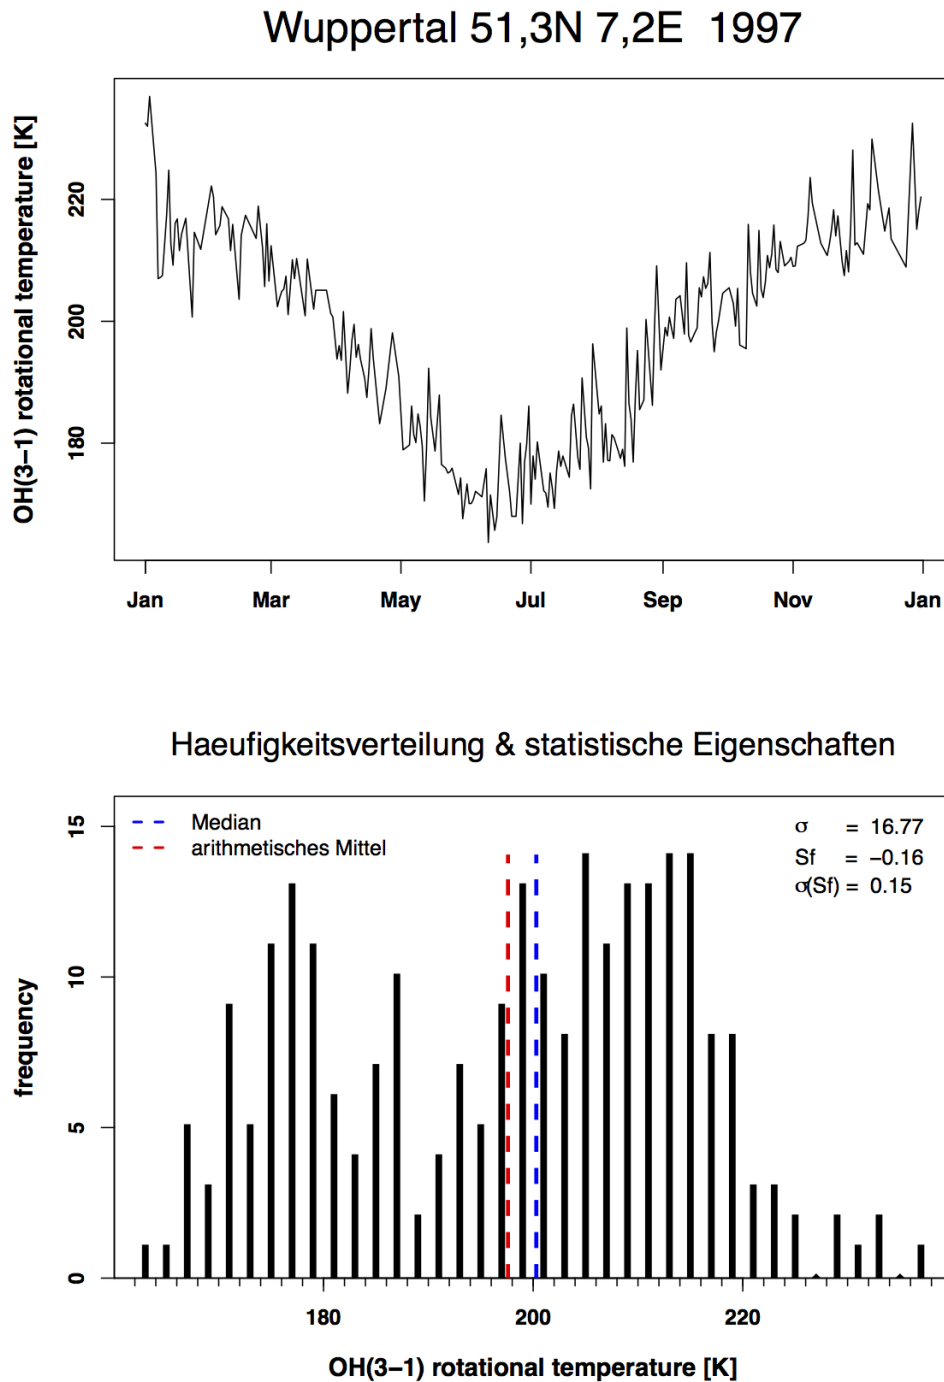 Wuppertal 51,3N 7,2E 1997
OH(3−1) rotational temperature [K]
220
200
180
Jan Mar May Jul Sep Nov Jan
Haeufigkeitsverteilung & statistische Eigenschaften
Median
arithmetisches Mittel
σ = 16.77
Sf = −0.16
σ(Sf) = 0.15
frequency
15
10
5
0
180 200 220
OH(3−1) rotational temperature [K]